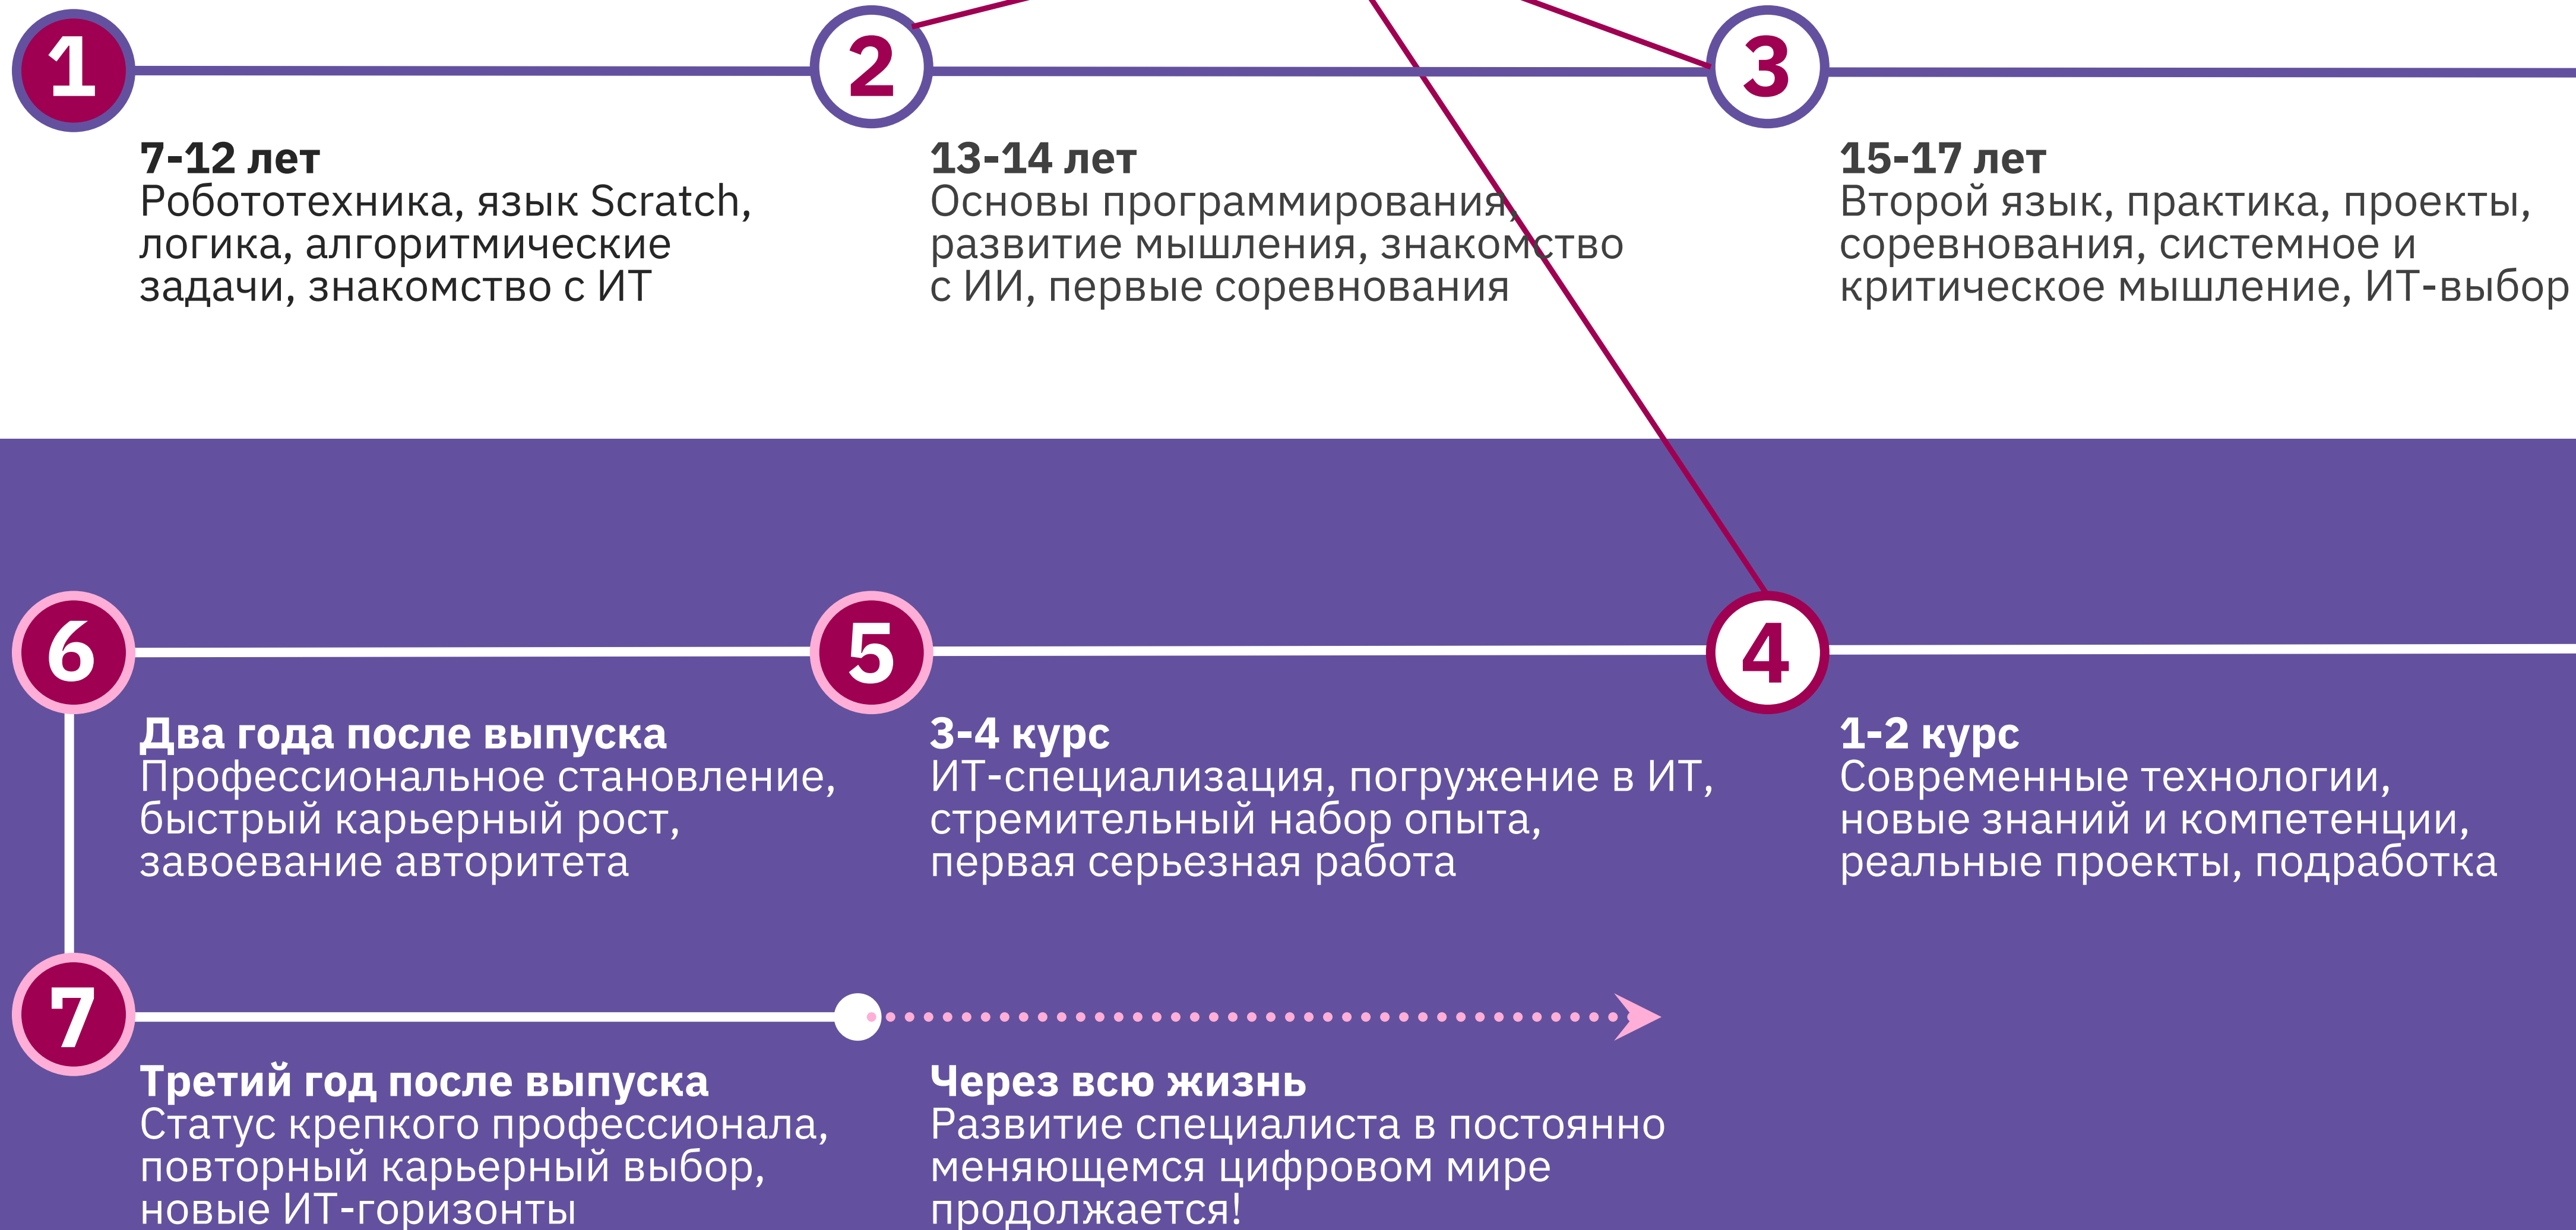 1
7-12 лет
Робототехника, язык Scratch,
логика, алгоритмические
задачи, знакомство с ИТ
2
13-14 лет
Основы программирования,
развитие мышления, знакомство
с ИИ, первые соревнования
3
15-17 лет
Второй язык, практика, проекты,
соревнования, системное и
критическое мышление, ИТ-выбор
6
Два года после выпуска
Профессиональное становление,
быстрый карьерный рост,
завоевание авторитета
5
3-4 курс
ИТ-специализация, погружение в ИТ,
стремительный набор опыта,
первая серьезная работа
4
1-2 курс
Современные технологии,
новые знаний и компетенции,
реальные проекты, подработка
7
Третий год после выпуска
Статус крепкого профессионала,
повторный карьерный выбор,
новые ИТ-горизонты
Через всю жизнь
Развитие специалиста в постоянно
меняющемся цифровом мире
продолжается!